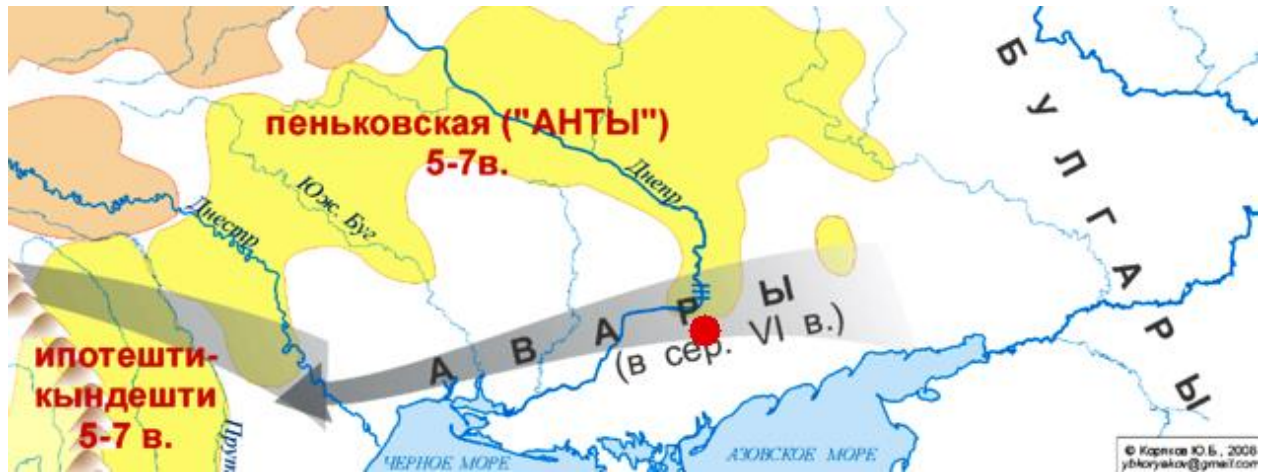 БУЛГАРЫ
пеньковская ("АНТЫ")
5-7в.
Днепр
Юж. Буг
Днестр
АВАРЫ
(в сер. VI в.)
ипотешти-
кындешти
5-7 в.
Прут
ЧЕРНОЕ МОРЕ
АЗОВСКОЕ МОРЕ
© Коряков Ю.Б., 2008
ybkoryakov@gmail.com